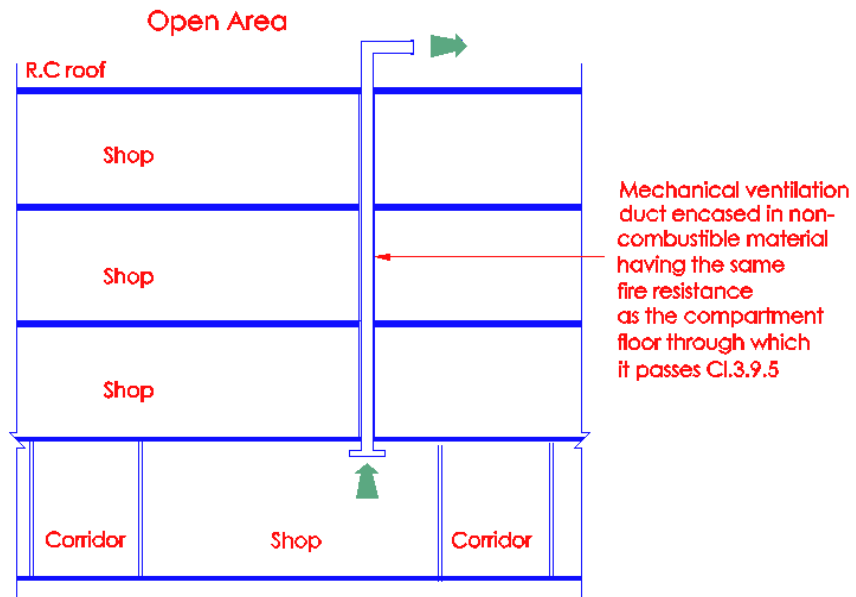 Open Area
R.C roof
Shop
Mechanical ventilation
duct encased in non-
combustible material
having the same
fire resistance
as the compartment
floor through which
it passes Cl.3.9.5
Shop
Shop
Corridor
Shop
Corridor